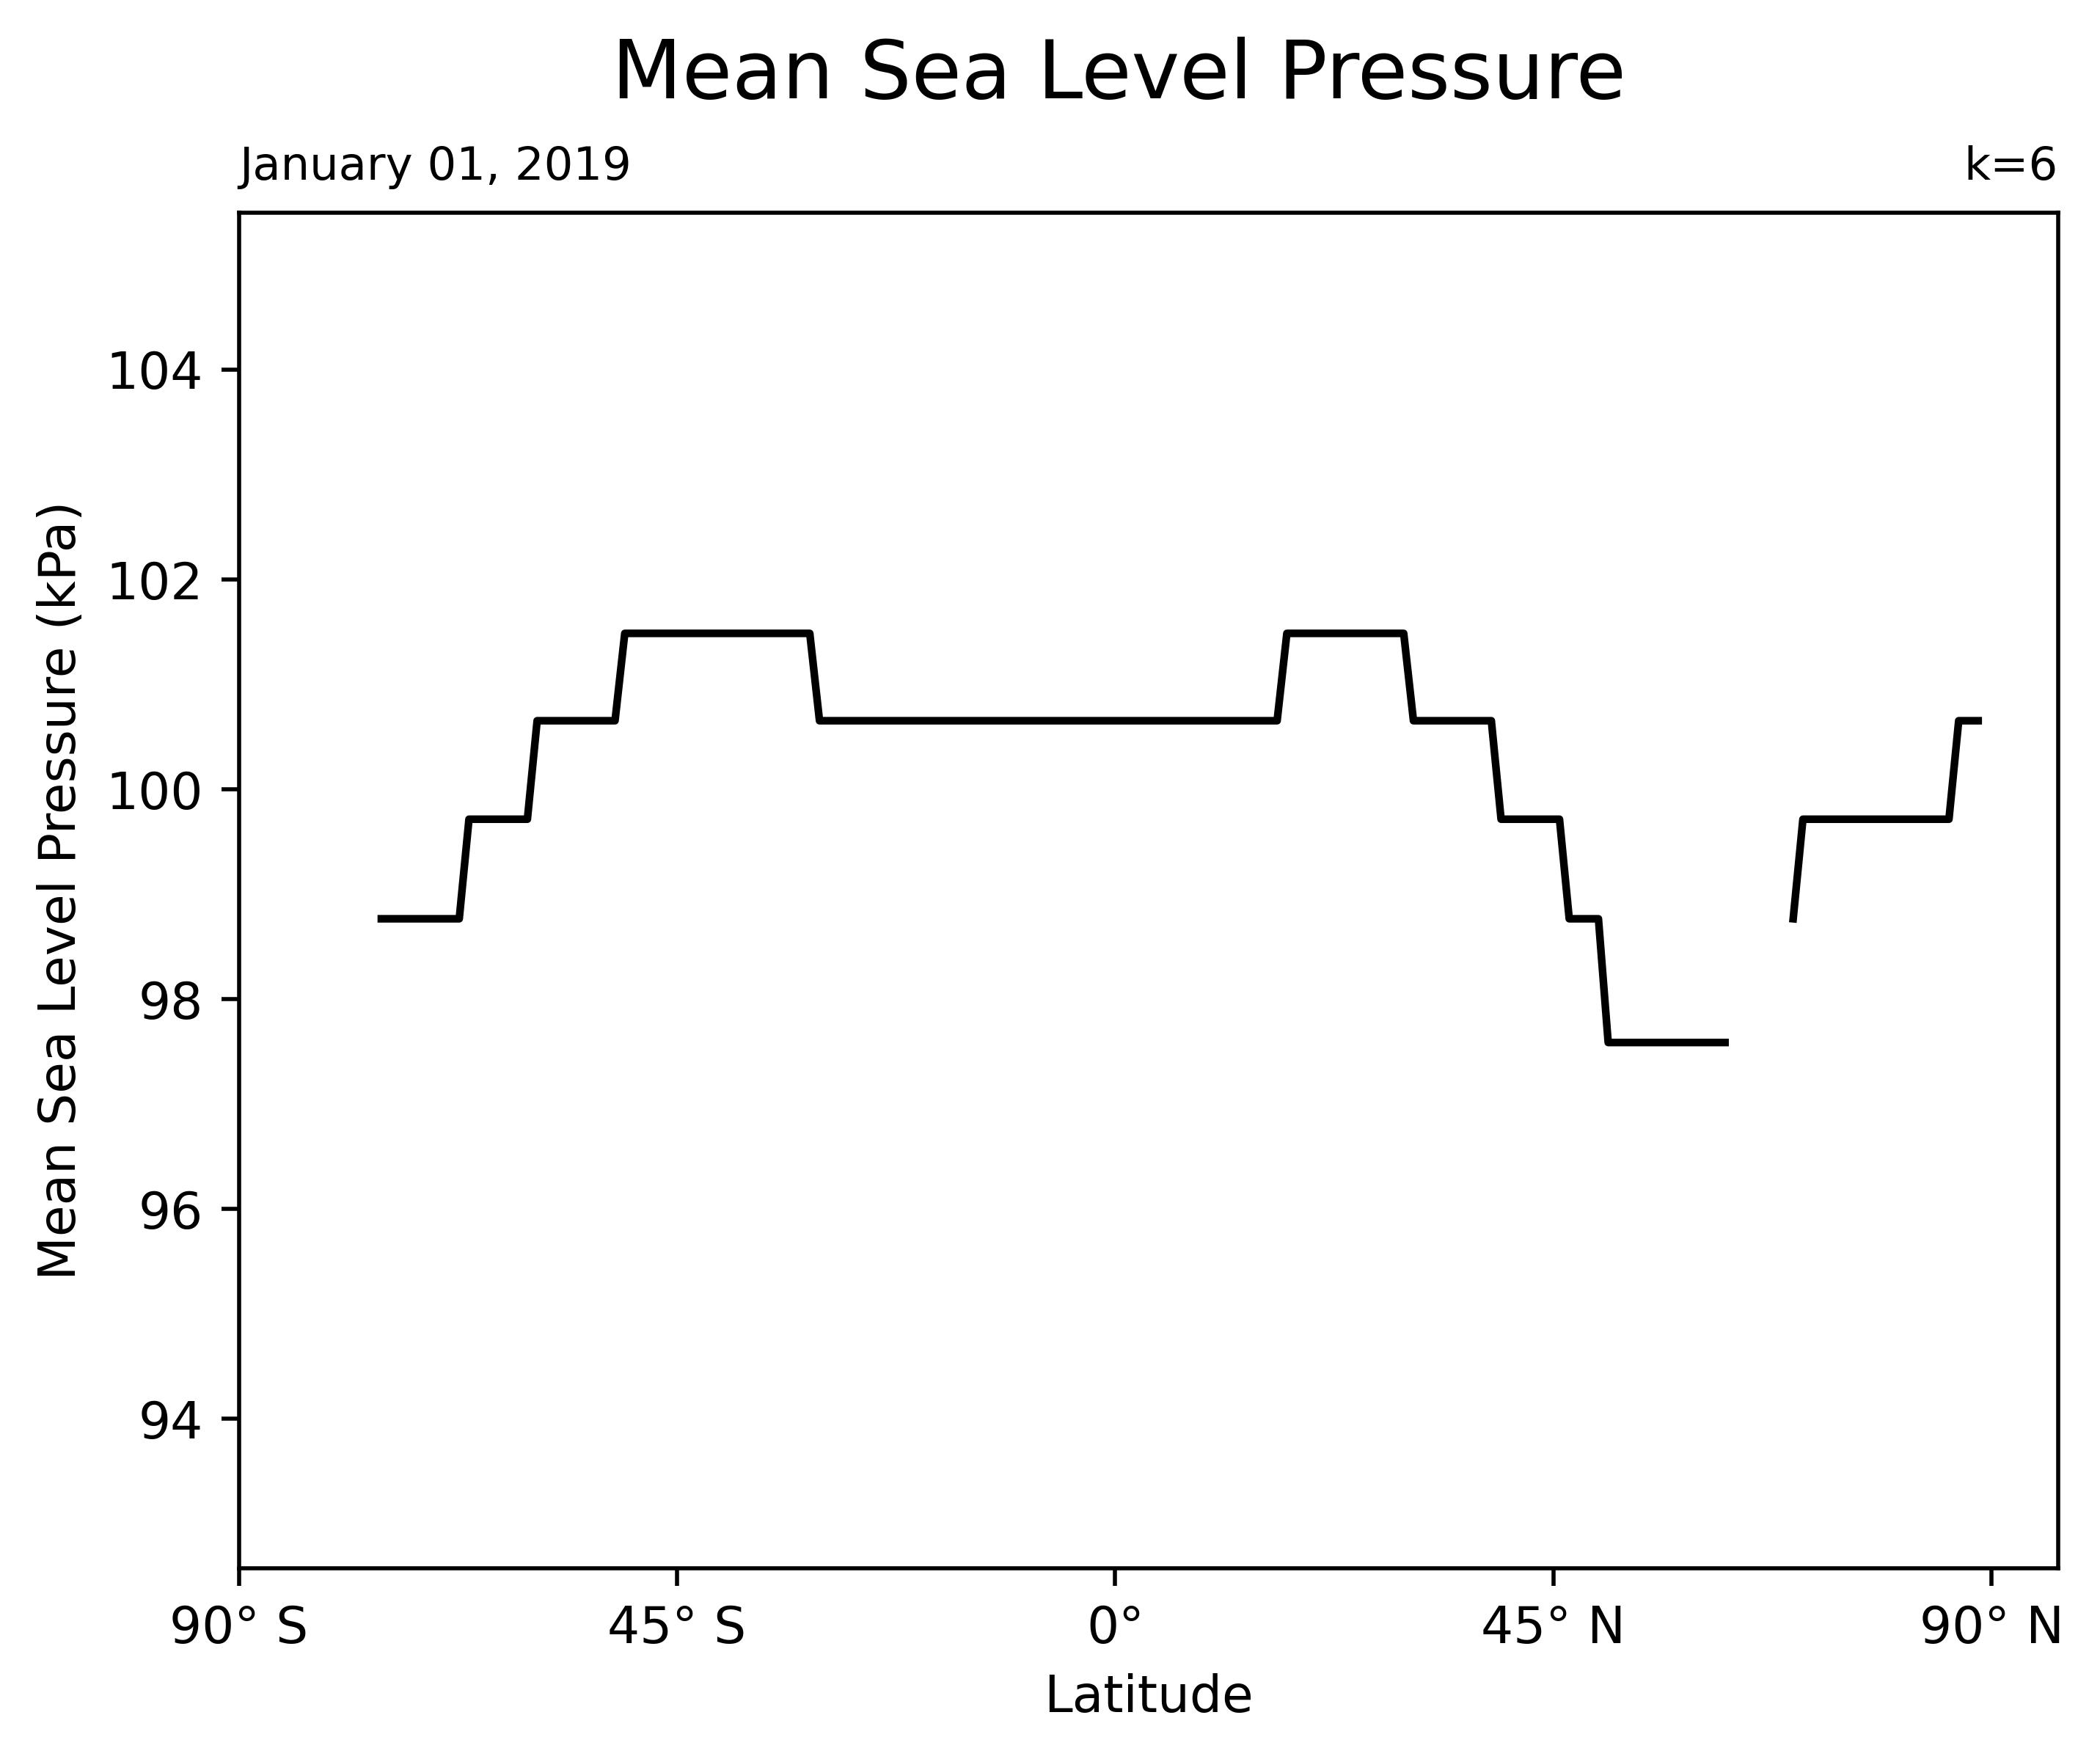 Mean Sea Level Pressure
January 01, 2019
k=6
104
102
100
98
96
94
Mean Sea Level Pressure (kPa)
90° S
45° S
0°
45° N
90° N
Latitude